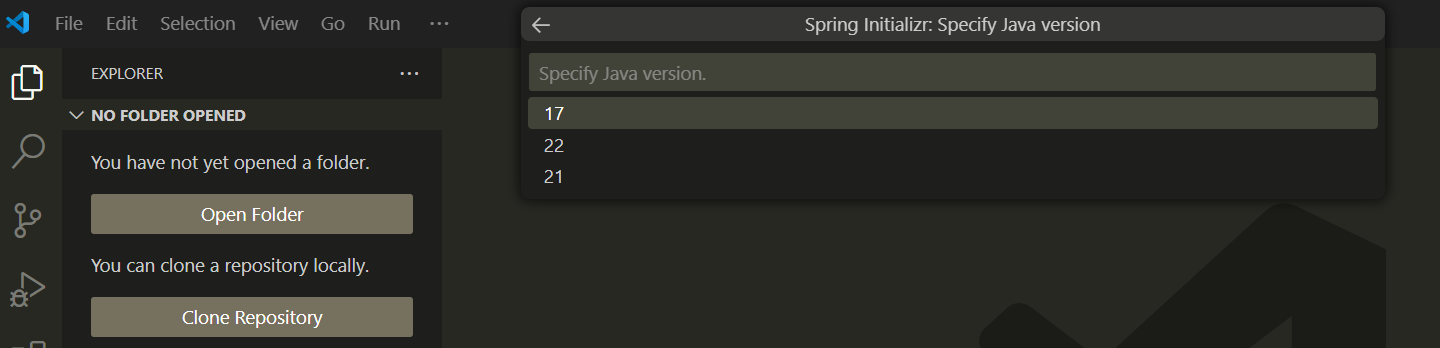 File Edit Selection View Go Run ···
Spring Initializr: Specify Java version
Specify Java version.
17
22
21
EXPLORER
NO FOLDER OPENED
You have not yet opened a folder.
Open Folder
You can clone a repository locally.
Clone Repository